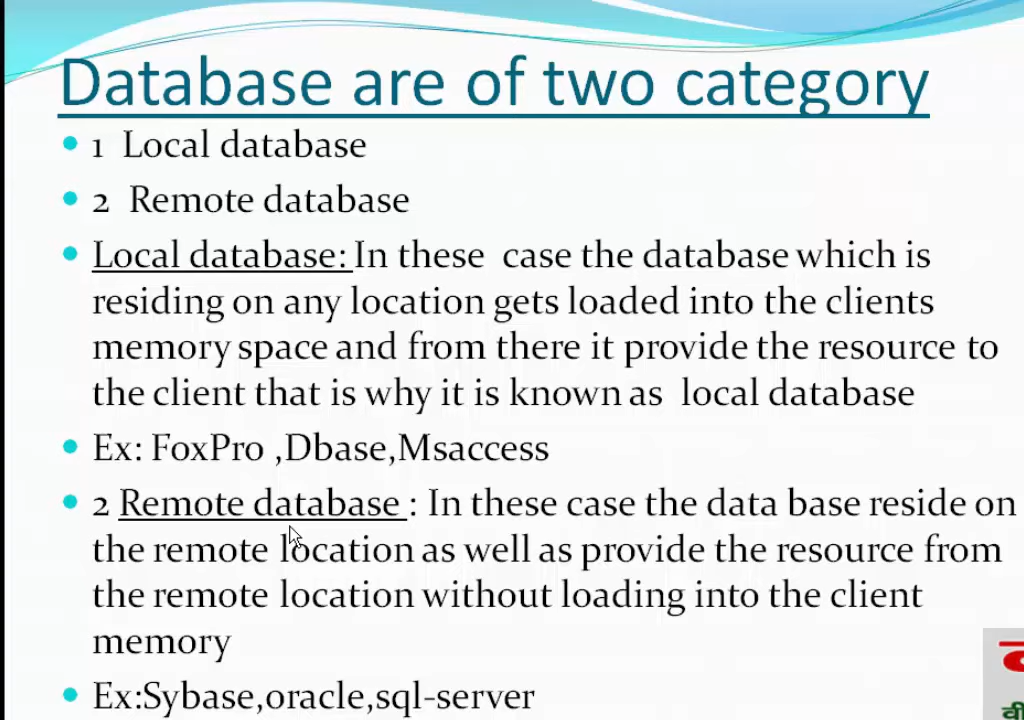 Database are of two category
1 Local database
2 Remote database
Local database: In these case the database which is
residing on any location gets loaded into the clients
memory space and from there it provide the resource to
the client that is why it is known as local database
Ex: FoxPro ,Dbase,Msaccess
2 Remote database : In these case the data base reside on
the remote location as well as provide the resource from
the remote location without loading into the client
memory
Ex:Sybase,oracle,sql-server